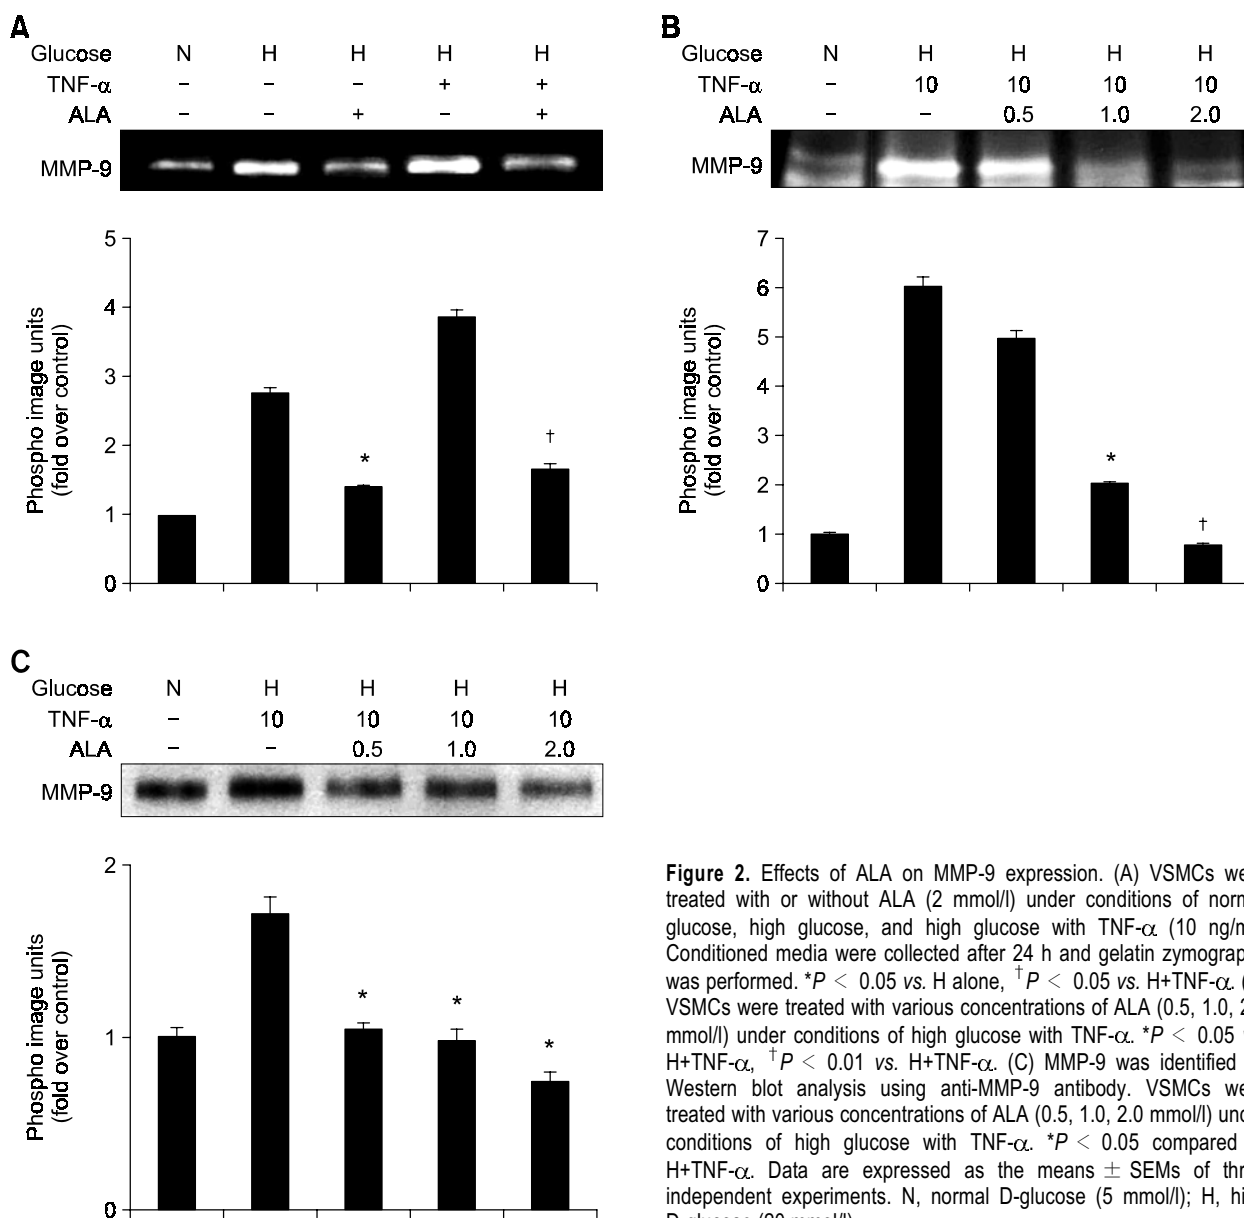 A
Glucose N H H H H
TNF-α – – – + +
ALA – – + – +
MMP-9
5
4
3
2
1
0
Phospho image units
(fold over control)
*
†
B
Glucose N H H H H
TNF-α – 10 10 10 10
ALA – – 0.5 1.0 2.0
MMP-9
7
6
5
4
3
2
1
0
Phospho image units
(fold over control)
*
†
C
Glucose N H H H H
TNF-α – 10 10 10 10
ALA – – 0.5 1.0 2.0
MMP-9
2
1
0
Phospho image units
(fold over control)
*
*
*
Figure 2. Effects of ALA on MMP-9 expression. (A) VSMCs we
treated with or without ALA (2 mmol/l) under conditions of norm
glucose, high glucose, and high glucose with TNF-α (10 ng/m
Conditioned media were collected after 24 h and gelatin zymograp
was performed. *P < 0.05 vs. H alone, †P < 0.05 vs. H+TNF-α. (
VSMCs were treated with various concentrations of ALA (0.5, 1.0, 2
mmol/l) under conditions of high glucose with TNF-α. *P < 0.05
H+TNF-α, †P < 0.01 vs. H+TNF-α. (C) MMP-9 was identified
Western blot analysis using anti-MMP-9 antibody. VSMCs we
treated with various concentrations of ALA (0.5, 1.0, 2.0 mmol/l) und
conditions of high glucose with TNF-α. *P < 0.05 compared
H+TNF-α. Data are expressed as the means ± SEMs of thr
independent experiments. N, normal D-glucose (5 mmol/l); H, hi